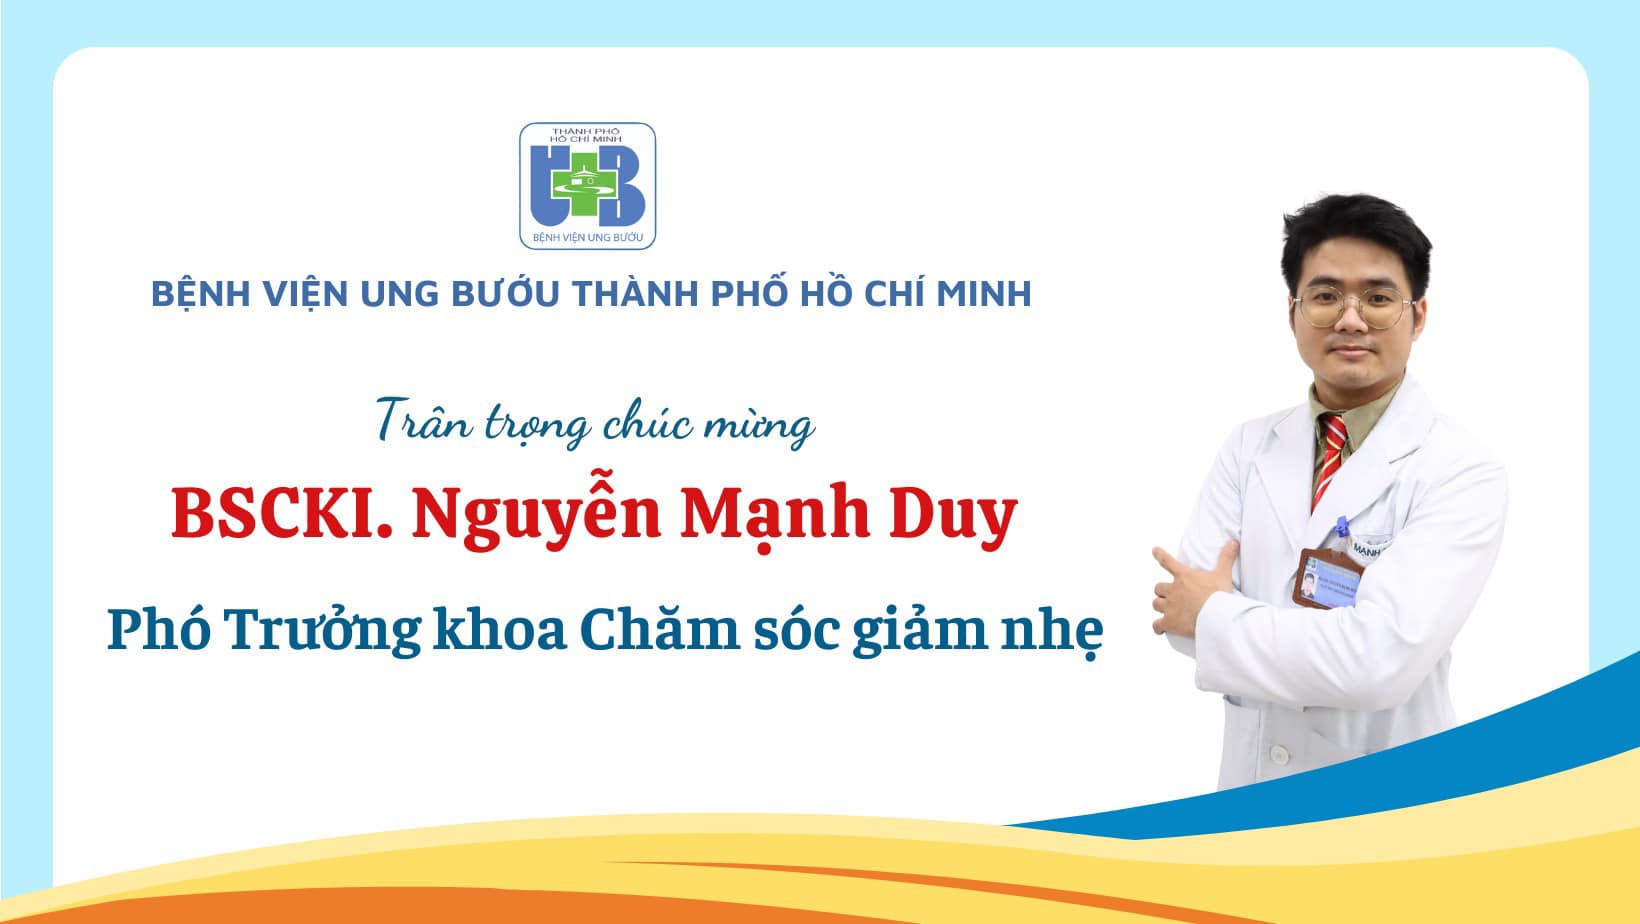 THÀNH PHỐ
HỒ CHÍ MINH
UB
BỆNH VIỆN UNG BƯỚU
BỆNH VIỆN UNG BƯỚU THÀNH PHỐ HỒ CHÍ MINH
Trân trọng chúc mừng
BSCKI. Nguyễn Mạnh Duy
Phó Trưởng khoa Chăm sóc giảm nhẹ
MẠNH